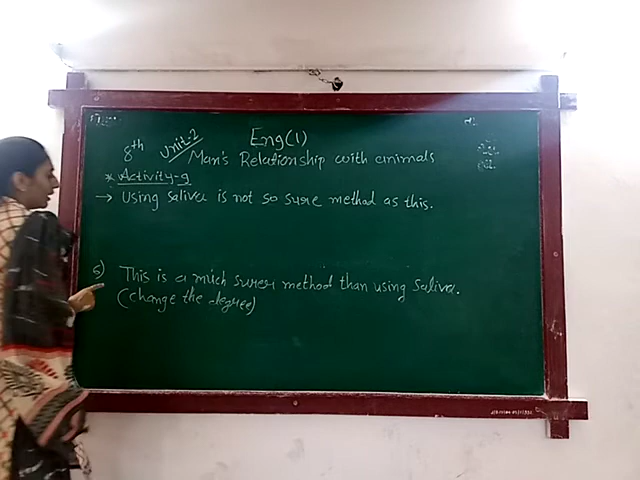 Eng(1)
8th Unit-2
Man's Relationship with animals
* Activity-9
→ Using saliva is not so sure method as this.
5) This is a much surer method than using saliva.
(change the degree)